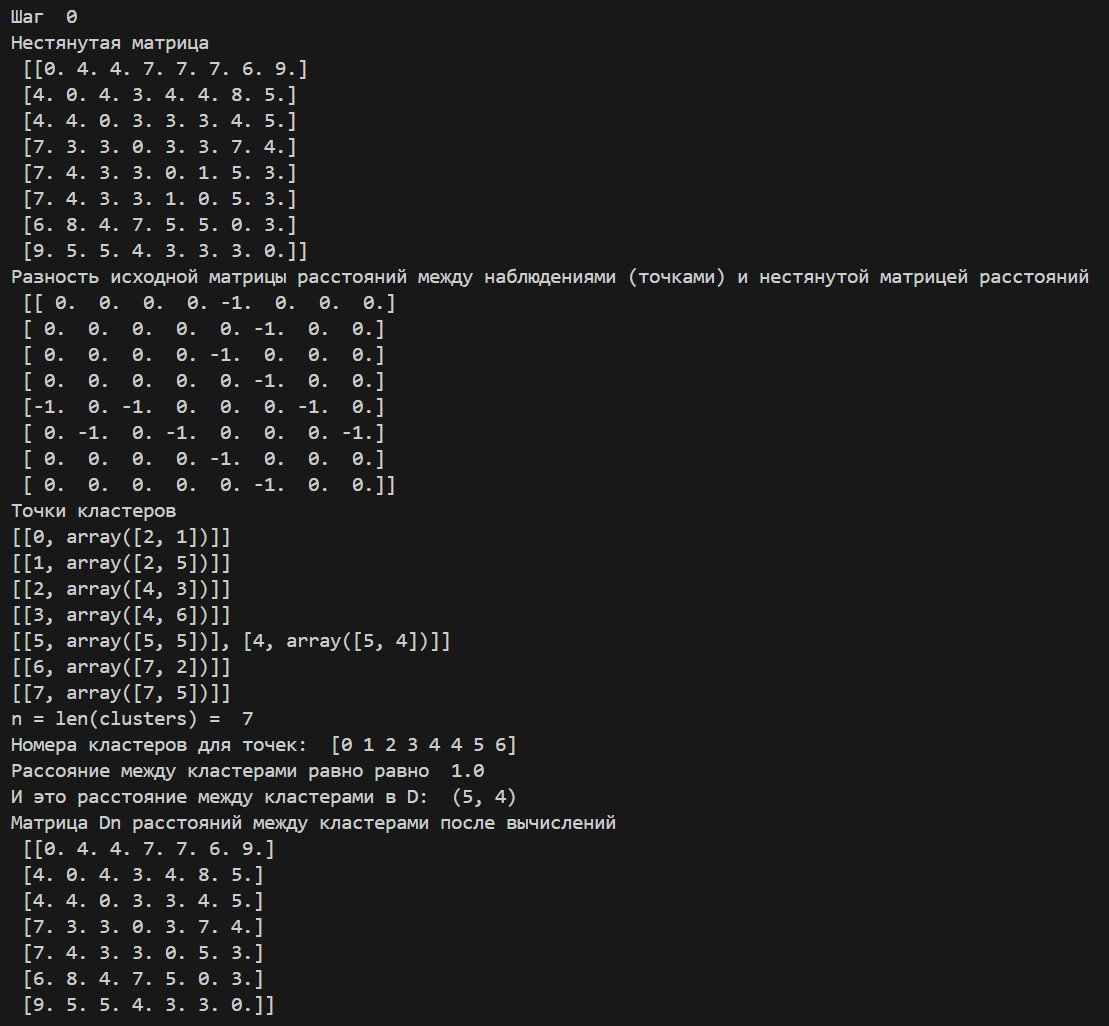 Шаг  0
Нестянутая матрица
 [[0. 4. 4. 7. 7. 7. 6. 9.]
 [4. 0. 4. 3. 4. 4. 8. 5.]
 [4. 4. 0. 3. 3. 3. 4. 5.]
 [7. 3. 3. 0. 3. 3. 7. 4.]
 [7. 4. 3. 3. 0. 1. 5. 3.]
 [7. 4. 3. 3. 1. 0. 5. 3.]
 [6. 8. 4. 7. 5. 5. 0. 3.]
 [9. 5. 5. 4. 3. 3. 3. 0.]]
Разность исходной матрицы расстояний между наблюдениями (точками) и нестянутой матрицей расстояний
 [[ 0.  0.  0.  0. -1.  0.  0.  0.]
 [ 0.  0.  0.  0.  0. -1.  0.  0.]
 [ 0.  0.  0.  0. -1.  0.  0.  0.]
 [ 0.  0.  0.  0.  0. -1.  0.  0.]
 [-1.  0. -1.  0.  0.  0. -1.  0.]
 [ 0. -1.  0. -1.  0.  0.  0. -1.]
 [ 0.  0.  0.  0. -1.  0.  0.  0.]
 [ 0.  0.  0.  0.  0. -1.  0.  0.]]
Точки кластеров
[[0, array([2, 1])]]
[[1, array([2, 5])]]
[[2, array([4, 3])]]
[[3, array([4, 6])]]
[[5, array([5, 5])], [4, array([5, 4])]]
[[6, array([7, 2])]]
[[7, array([7, 5])]]
n = len(clusters) =  7
Номера кластеров для точек:  [0 1 2 3 4 4 5 6]
Рассояние между кластерами равно равно  1.0
И это расстояние между кластерами в D:  (5, 4)
Матрица Dn расстояний между кластерами после вычислений
 [[0. 4. 4. 7. 7. 6. 9.]
 [4. 0. 4. 3. 4. 8. 5.]
 [4. 4. 0. 3. 3. 4. 5.]
 [7. 3. 3. 0. 3. 7. 4.]
 [7. 4. 3. 3. 0. 5. 3.]
 [6. 8. 4. 7. 5. 0. 3.]
 [9. 5. 5. 4. 3. 3. 0.]]